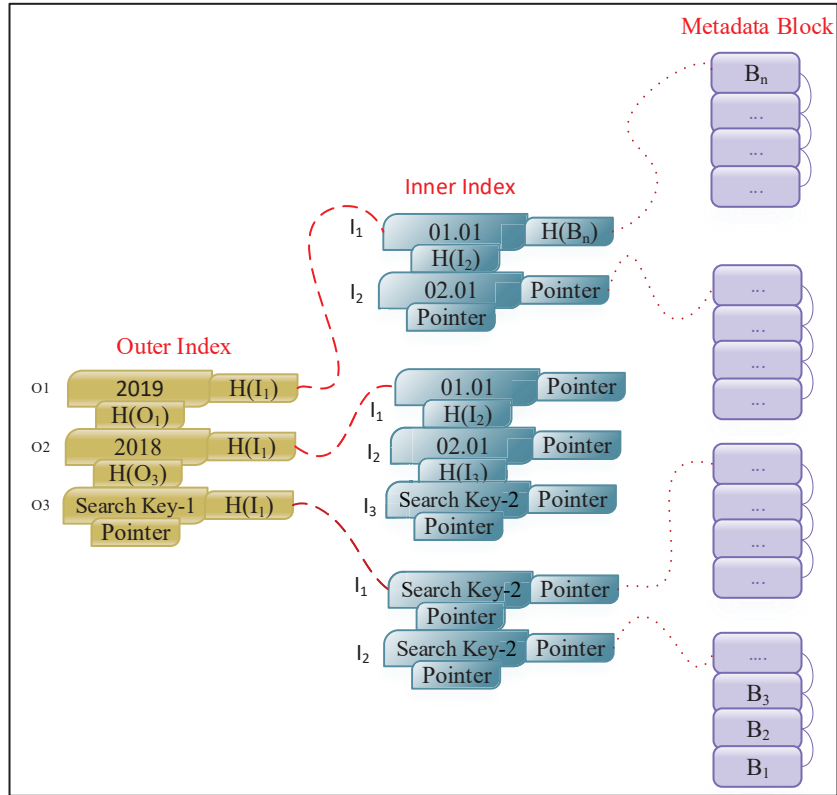 Metadata Block
Bₙ
...
...
...
Inner Index
I₁ 01.01 H(Bₙ)
H(I₂)
I₂ 02.01 Pointer
Pointer
...
...
...
...
Outer Index
O1 2019 H(I₁)
H(O₁)
O2 2018 H(I₁)
H(O₃)
O3 Search Key-1 H(I₁)
Pointer
I₁ 01.01 Pointer
H(I₂)
I₂ 02.01 Pointer
H(I₃)
I₃ Search Key-2 Pointer
Pointer
...
...
...
...
I₁ Search Key-2 Pointer
Pointer
I₂ Search Key-2 Pointer
Pointer
....
B₃
B₂
B₁